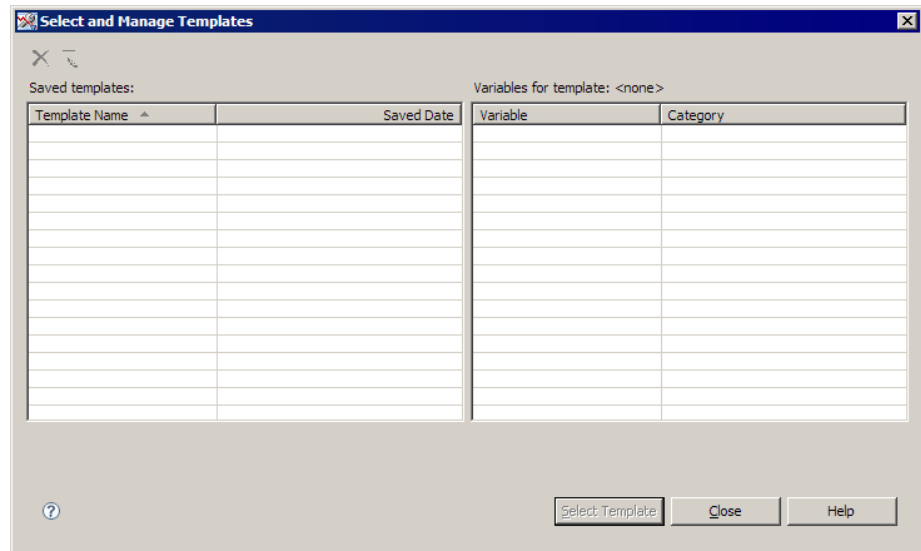 Select and Manage Templates
Saved templates:
Variables for template: <none>
Template Name
Saved Date
Variable
Category
?
Select Template
Close
Help